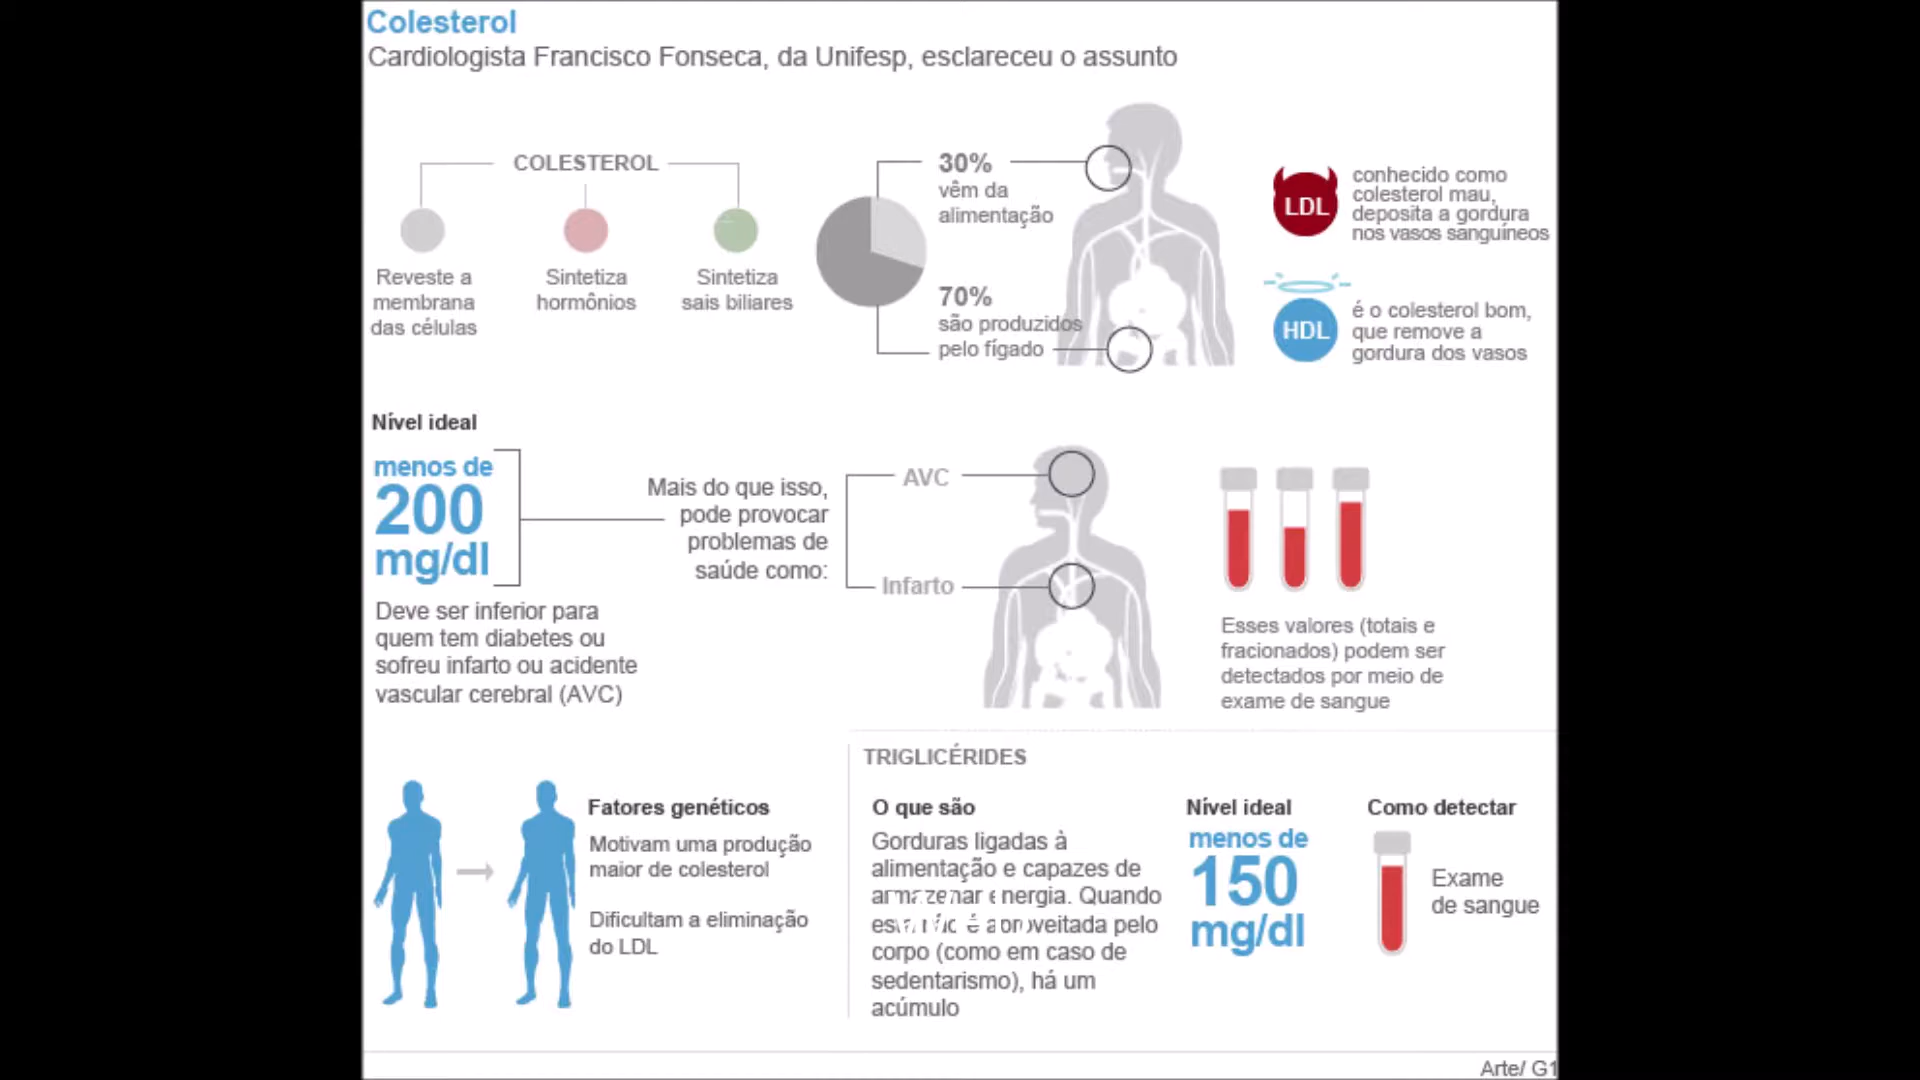 Colesterol
Cardiologista Francisco Fonseca, da Unifesp, esclareceu o assunto
COLESTEROL
Reveste a
membrana
das células
Sintetiza
hormônios
Sintetiza
sais biliares
30%
vêm da
alimentação
70%
são produzidos
pelo fígado
LDL
conhecido como
colesterol mau,
deposita a gordura
nos vasos sanguíneos
HDL
é o colesterol bom,
que remove a
gordura dos vasos
Nível ideal
menos de
200
mg/dl
Deve ser inferior para
quem tem diabetes ou
sofreu infarto ou acidente
vascular cerebral (AVC)
Mais do que isso,
pode provocar
problemas de
saúde como:
AVC
Infarto
Esses valores (totais e
fracionados) podem ser
detectados por meio de
exame de sangue
Fatores genéticos
Motivam uma produção
maior de colesterol
Dificultam a eliminação
do LDL
TRIGLICÉRIDES
O que são
Gorduras ligadas à
alimentação e capazes de
armazenar energia. Quando
esta não é aproveitada pelo
corpo (como em caso de
sedentarismo), há um
acúmulo
Nível ideal
menos de
150
mg/dl
Como detectar
Exame
de sangue
Arte/ G1